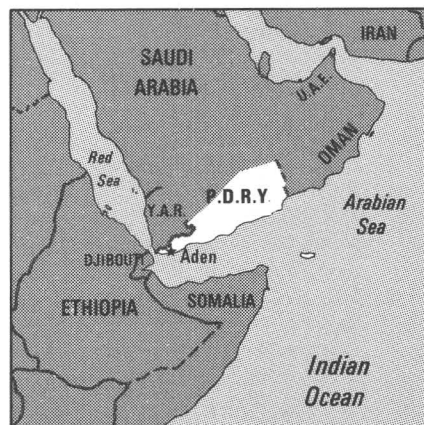 IRAN
SAUDI
ARABIA
U.A.E.
OMAN
Red
Sea
P.D.R.Y.
Y.A.R.
Arabian
Sea
DJIBOUTI
Aden
ETHIOPIA
SOMALIA
Indian
Ocean